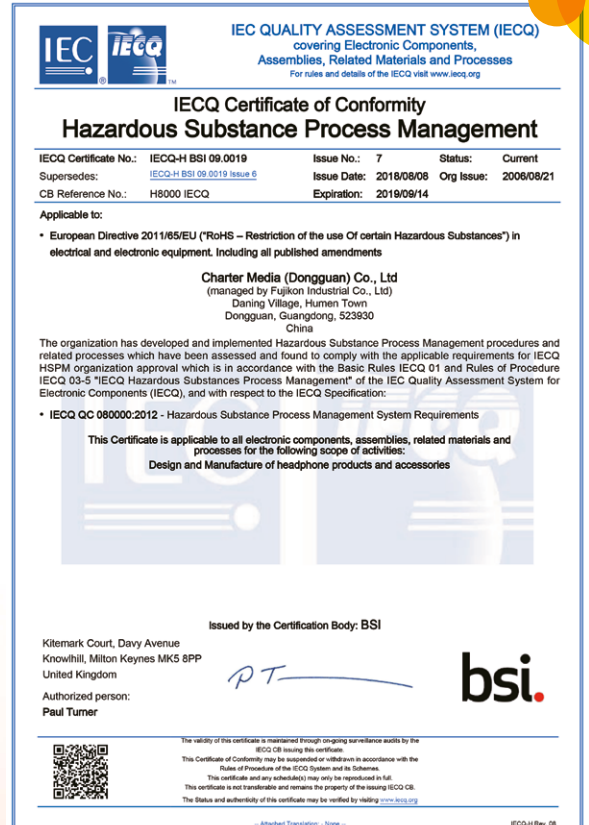 IEC QUALITY ASSESSMENT SYSTEM (IECQ)
covering Electronic Components,
Assemblies, Related Materials and Processes
For rules and details of the IECQ visit www.iecq.org
IEC ® IECQ TM
IECQ Certificate of Conformity
Hazardous Substance Process Management
IECQ Certificate No.: IECQ-H BSI 09.0019 Issue No.: 7 Status: Current
Supersedes: IECQ-H BSI 09.0019 Issue 6 Issue Date: 2018/08/08 Org Issue: 2006/08/21
CB Reference No.: H8000 IECQ Expiration: 2019/09/14
Applicable to:
• European Directive 2011/65/EU ("RoHS – Restriction of the use Of certain Hazardous Substances") in
electrical and electronic equipment. Including all published amendments
Charter Media (Dongguan) Co., Ltd
(managed by Fujikon Industrial Co., Ltd)
Daning Village, Humen Town
Dongguan, Guangdong, 523930
China
The organization has developed and implemented Hazardous Substance Process Management procedures and
related processes which have been assessed and found to comply with the applicable requirements for IECQ
HSPM organization approval which is in accordance with the Basic Rules IECQ 01 and Rules of Procedure
IECQ 03-5 "IECQ Hazardous Substances Process Management" of the IEC Quality Assessment System for
Electronic Components (IECQ), and with respect to the IECQ Specification:
• IECQ QC 080000:2012 - Hazardous Substance Process Management System Requirements
This Certificate is applicable to all electronic components, assemblies, related materials and
processes for the following scope of activities:
Design and Manufacture of headphone products and accessories
Issued by the Certification Body: BSI
Kitemark Court, Davy Avenue
Knowlhill, Milton Keynes MK5 8PP
United Kingdom
Authorized person:
Paul Turner
PT
bsi.
The validity of this certificate is maintained through on-going surveillance audits by the
IECQ CB issuing this certificate.
This Certificate of Conformity may be suspended or withdrawn in accordance with the
Rules of Procedure of the IECQ System and its Schemes.
This certificate and any schedule(s) may only be reproduced in full.
This certificate is not transferable and remains the property of the issuing IECQ CB.
The Status and authenticity of this certificate may be verified by visiting www.iecq.org
-- Attached Translation: - None --
IECQ-H Rev. 08